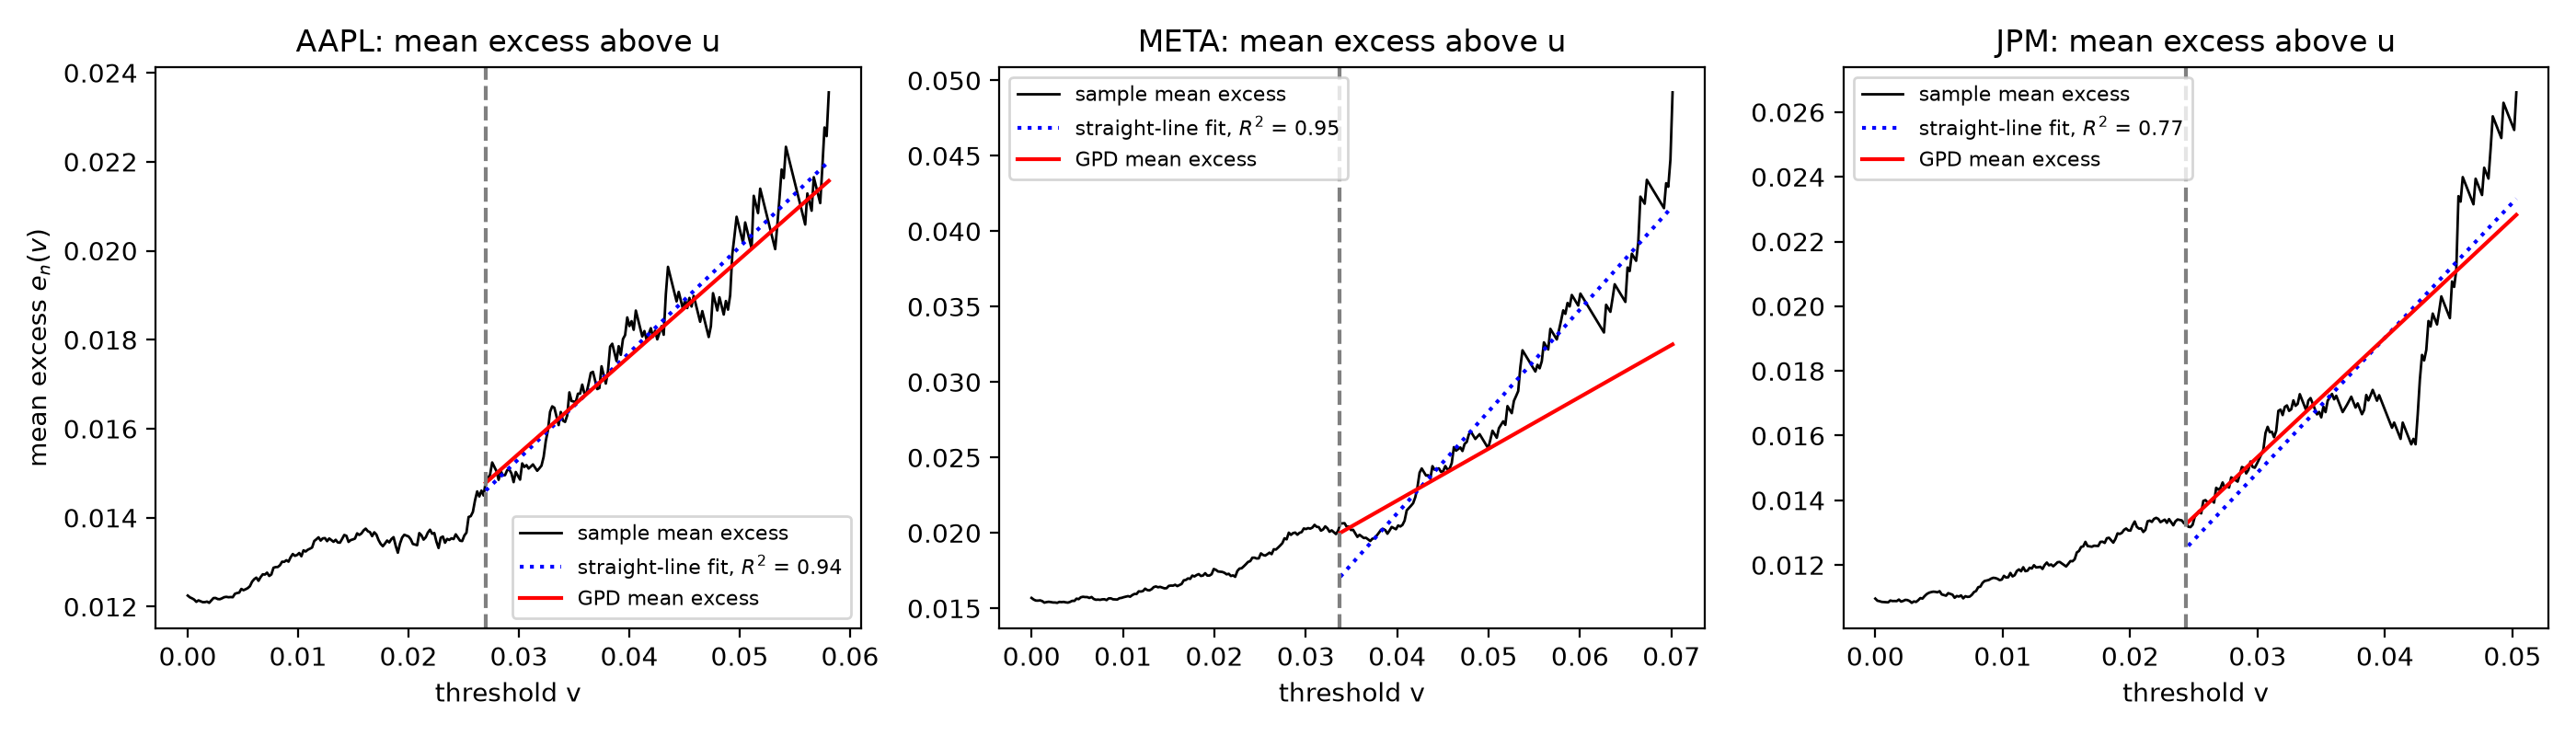 AAPL: mean excess above u
mean excess eₙ(v)
0.024
0.022
0.020
0.018
0.016
0.014
0.012
sample mean excess
straight-line fit, R² = 0.94
GPD mean excess
0.00 0.01 0.02 0.03 0.04 0.05 0.06
threshold v
META: mean excess above u
0.050
0.045
0.040
0.035
0.030
0.025
0.020
0.015
sample mean excess
straight-line fit, R² = 0.95
GPD mean excess
0.00 0.01 0.02 0.03 0.04 0.05 0.06 0.07
threshold v
JPM: mean excess above u
0.026
0.024
0.022
0.020
0.018
0.016
0.014
0.012
sample mean excess
straight-line fit, R² = 0.77
GPD mean excess
0.00 0.01 0.02 0.03 0.04 0.05
threshold v